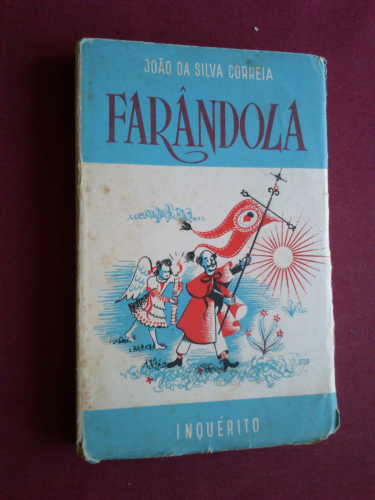 JOÃO DA SILVA CORREIA
FARÂNDOLA
INQUÉRITO